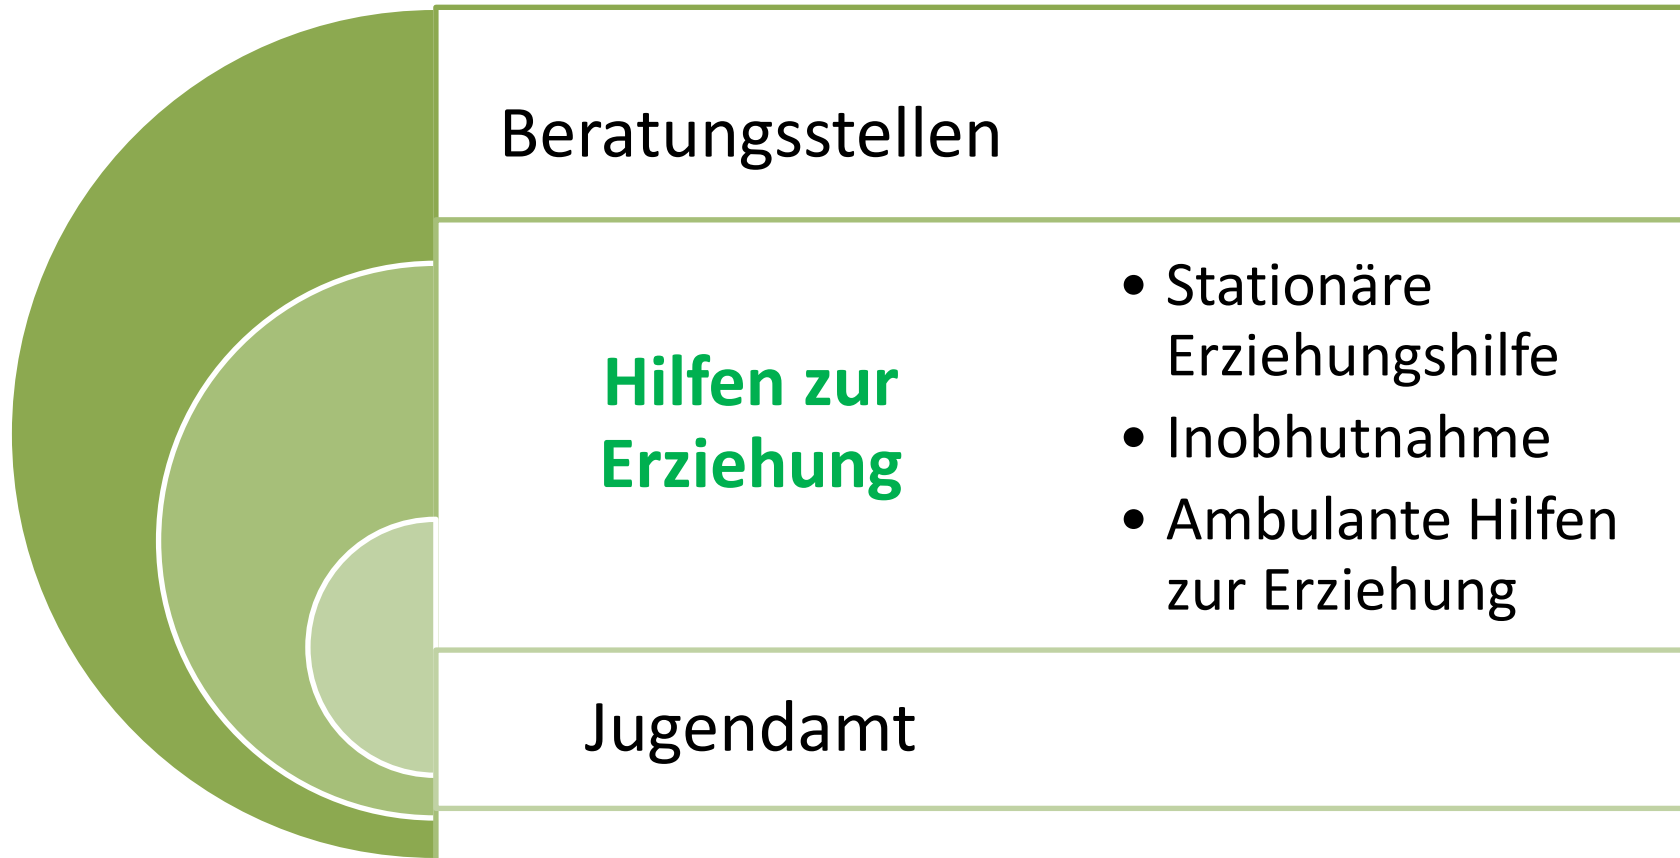 Beratungsstellen
Hilfen zur
Erziehung
• Stationäre
Erziehungshilfe
• Inobhutnahme
• Ambulante Hilfen
zur Erziehung
Jugendamt